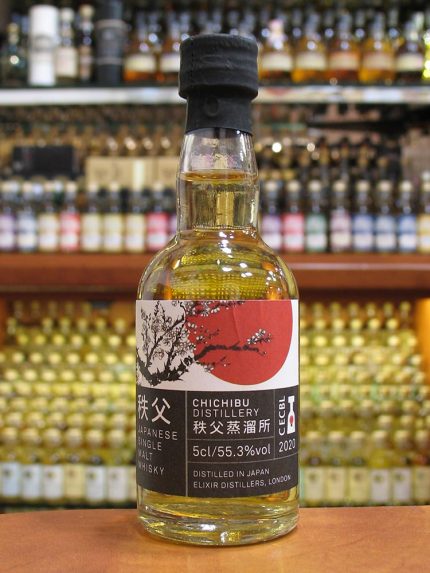 秩父
JAPANESE
SINGLE
MALT
WHISKY
CHICHIBU
DISTILLERY
秩父蒸溜所
5cl/55.3%vol
DISTILLED IN JAPAN
ELIXIR DISTILLERS, LONDON
CECBL
2020